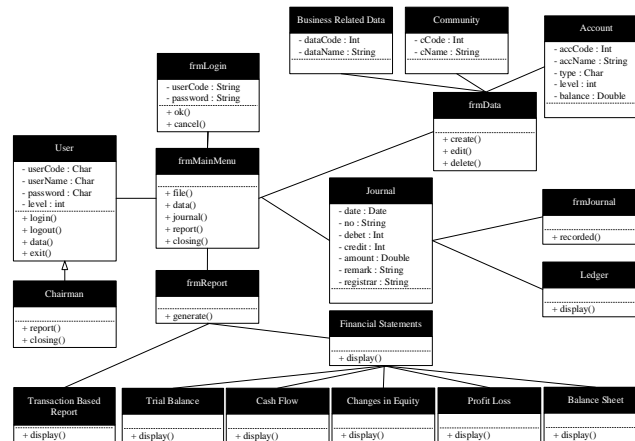 Business Related Data
- dataCode : Int
- dataName : String
Community
- cCode : Int
- cName : String
Account
- accCode : Int
- accName : String
- type : Char
- level : int
- balance : Double
frmLogin
- userCode : String
- password : String
+ ok()
+ cancel()
frmData
+ create()
+ edit()
+ delete()
User
- userCode : Char
- userName : Char
- password : Char
- level : int
+ login()
+ logout()
+ data()
+ exit()
frmMainMenu
+ file()
+ data()
+ journal()
+ report()
+ closing()
Journal
- date : Date
- no : String
- debet : Int
- credit : Int
- amount : Double
- remark : String
- registrar : String
frmJournal
+ recorded()
Ledger
+ display()
Chairman
+ report()
+ closing()
frmReport
+ generate()
Financial Statements
+ display()
Transaction Based
Report
+ display()
Trial Balance
+ display()
Cash Flow
+ display()
Changes in Equity
+ display()
Profit Loss
+ display()
Balance Sheet
+ display()